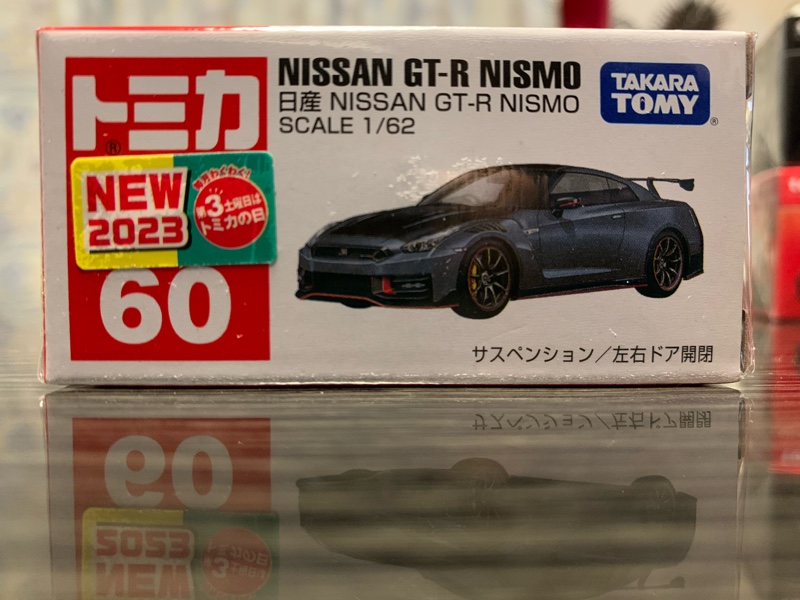 トミカ
®
NEW
2023
毎月わくわく!
第3土曜日は
トミカの日
60
NISSAN GT-R NISMO
日産 NISSAN GT-R NISMO
SCALE 1/62
TAKARA
TOMY
®
サスペンション／左右ドア開閉